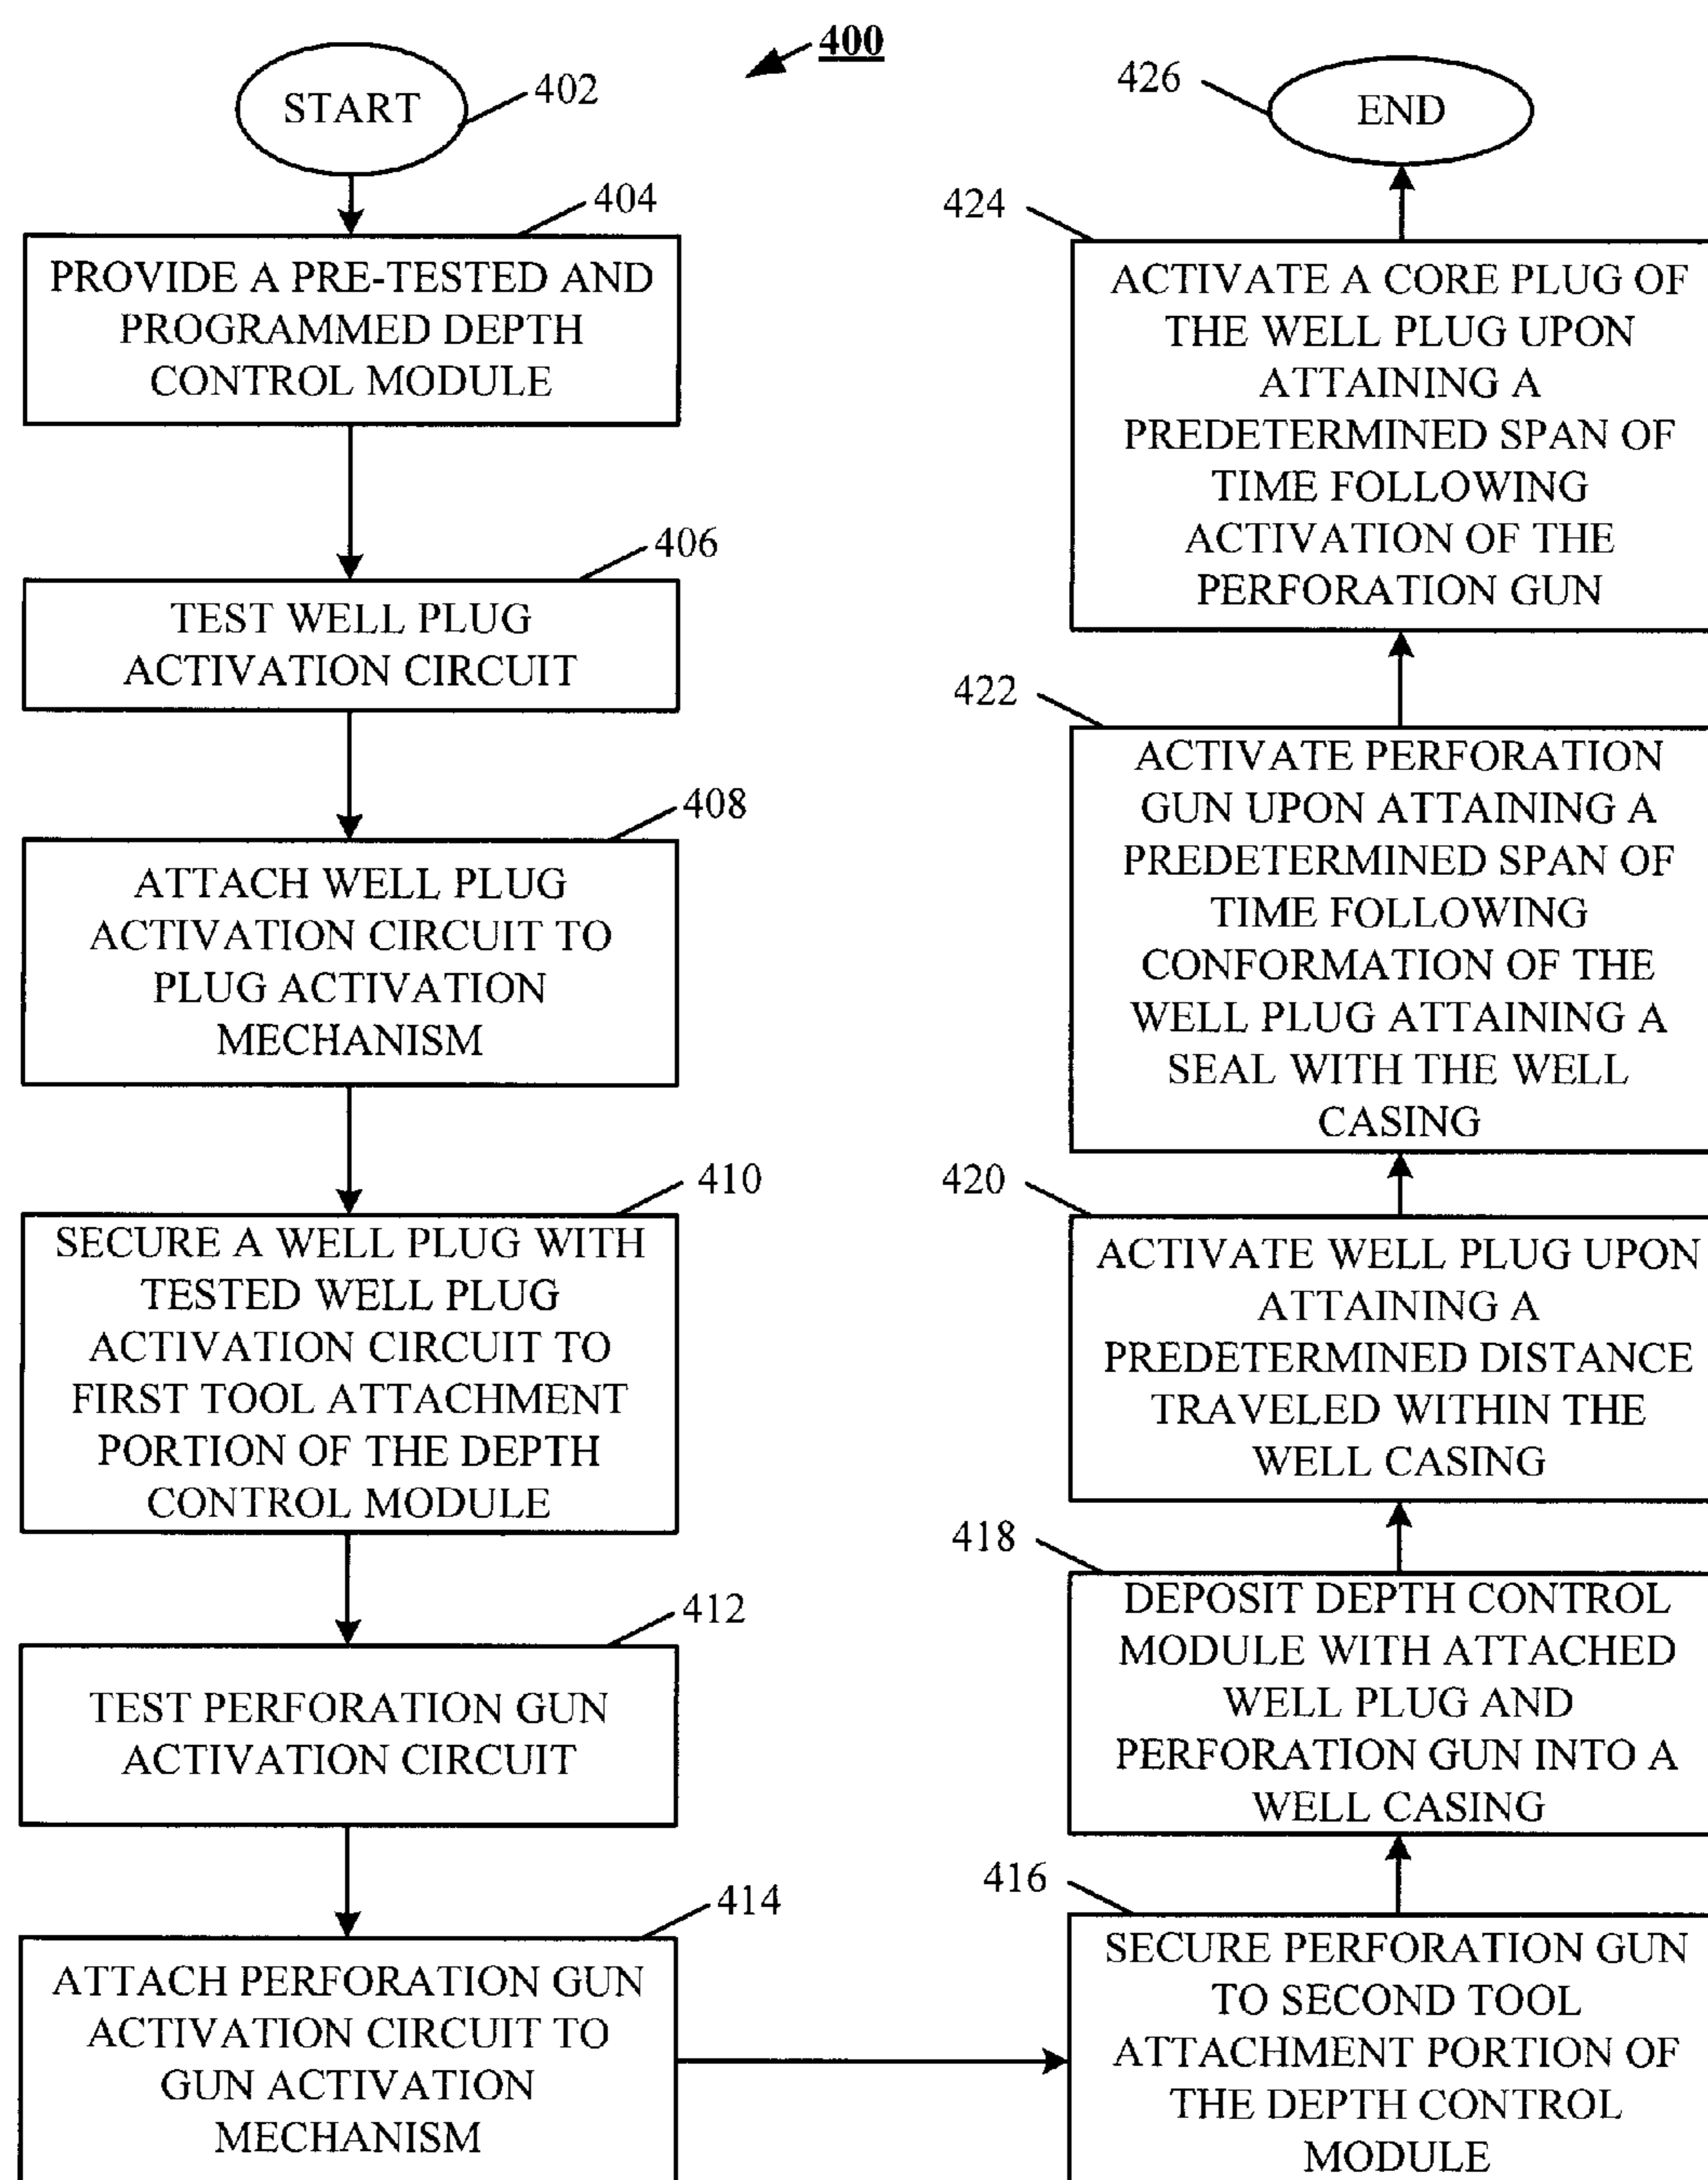 400
START
402
404
PROVIDE A PRE-TESTED AND
PROGRAMMED DEPTH
CONTROL MODULE
406
TEST WELL PLUG
ACTIVATION CIRCUIT
408
ATTACH WELL PLUG
ACTIVATION CIRCUIT TO
PLUG ACTIVATION
MECHANISM
410
SECURE A WELL PLUG WITH
TESTED WELL PLUG
ACTIVATION CIRCUIT TO
FIRST TOOL ATTACHMENT
PORTION OF THE DEPTH
CONTROL MODULE
412
TEST PERFORATION GUN
ACTIVATION CIRCUIT
414
ATTACH PERFORATION GUN
ACTIVATION CIRCUIT TO
GUN ACTIVATION
MECHANISM
416
SECURE PERFORATION GUN
TO SECOND TOOL
ATTACHMENT PORTION OF
THE DEPTH CONTROL
MODULE
418
DEPOSIT DEPTH CONTROL
MODULE WITH ATTACHED
WELL PLUG AND
PERFORATION GUN INTO A
WELL CASING
420
ACTIVATE WELL PLUG UPON
ATTAINING A
PREDETERMINED DISTANCE
TRAVELED WITHIN THE
WELL CASING
422
ACTIVATE PERFORATION
GUN UPON ATTAINING A
PREDETERMINED SPAN OF
TIME FOLLOWING
CONFORMATION OF THE
WELL PLUG ATTAINING A
SEAL WITH THE WELL
CASING
424
ACTIVATE A CORE PLUG OF
THE WELL PLUG UPON
ATTAINING A
PREDETERMINED SPAN OF
TIME FOLLOWING
ACTIVATION OF THE
PERFORATION GUN
426
END